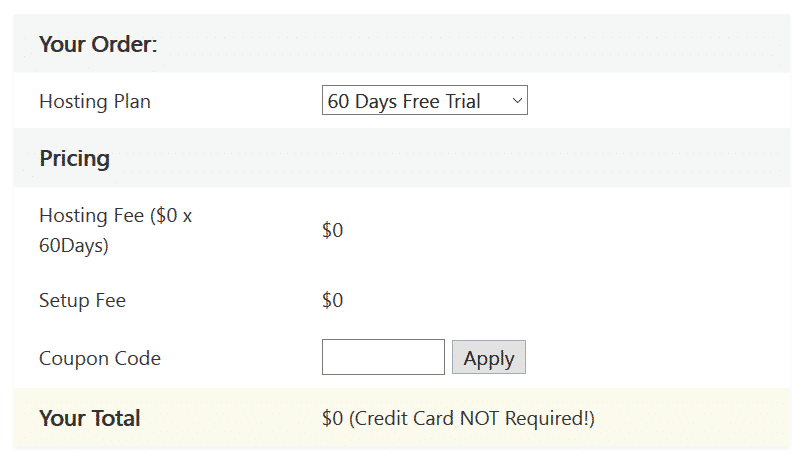 Your Order:
Hosting Plan
60 Days Free Trial
Pricing
Hosting Fee ($0 x
60Days)
$0
Setup Fee
$0
Coupon Code
Apply
Your Total
$0 (Credit Card NOT Required!)